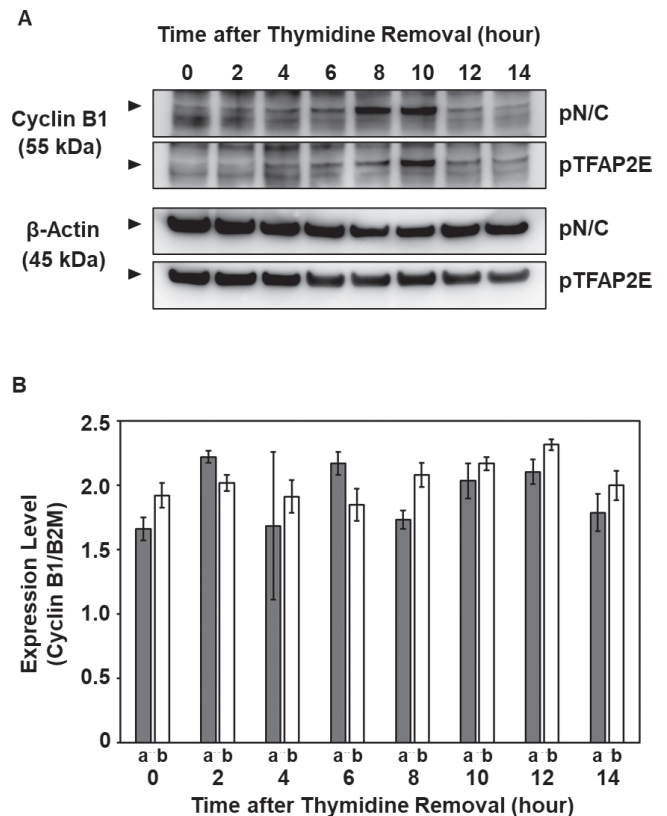 A
Time after Thymidine Removal (hour)
0 2 4 6 8 10 12 14
Cyclin B1
(55 kDa)
pN/C
pTFAP2E
β-Actin
(45 kDa)
pN/C
pTFAP2E
B
Expression Level
(Cyclin B1/B2M)
2.5
2.0
1.5
1.0
0.5
0
a b a b a b a b a b a b a b a b
0 2 4 6 8 10 12 14
Time after Thymidine Removal (hour)